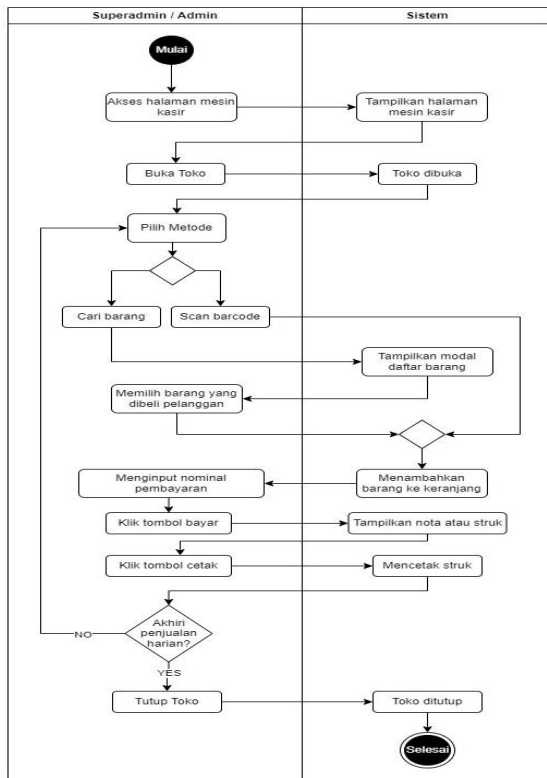 Superadmin / Admin
Sistem
Mulai
Akses halaman mesin
kasir
Tampilkan halaman
mesin kasir
Buka Toko
Toko dibuka
Pilih Metode
Cari barang
Scan barcode
Tampilkan modal
daftar barang
Memilih barang yang
dibeli pelanggan
Menambahkan
barang ke keranjang
Menginput nominal
pembayaran
Klik tombol bayar
Tampilkan nota atau struk
Klik tombol cetak
Mencetak struk
Akhiri
penjualan
harian?
NO
YES
Tutup Toko
Toko ditutup
Selesai